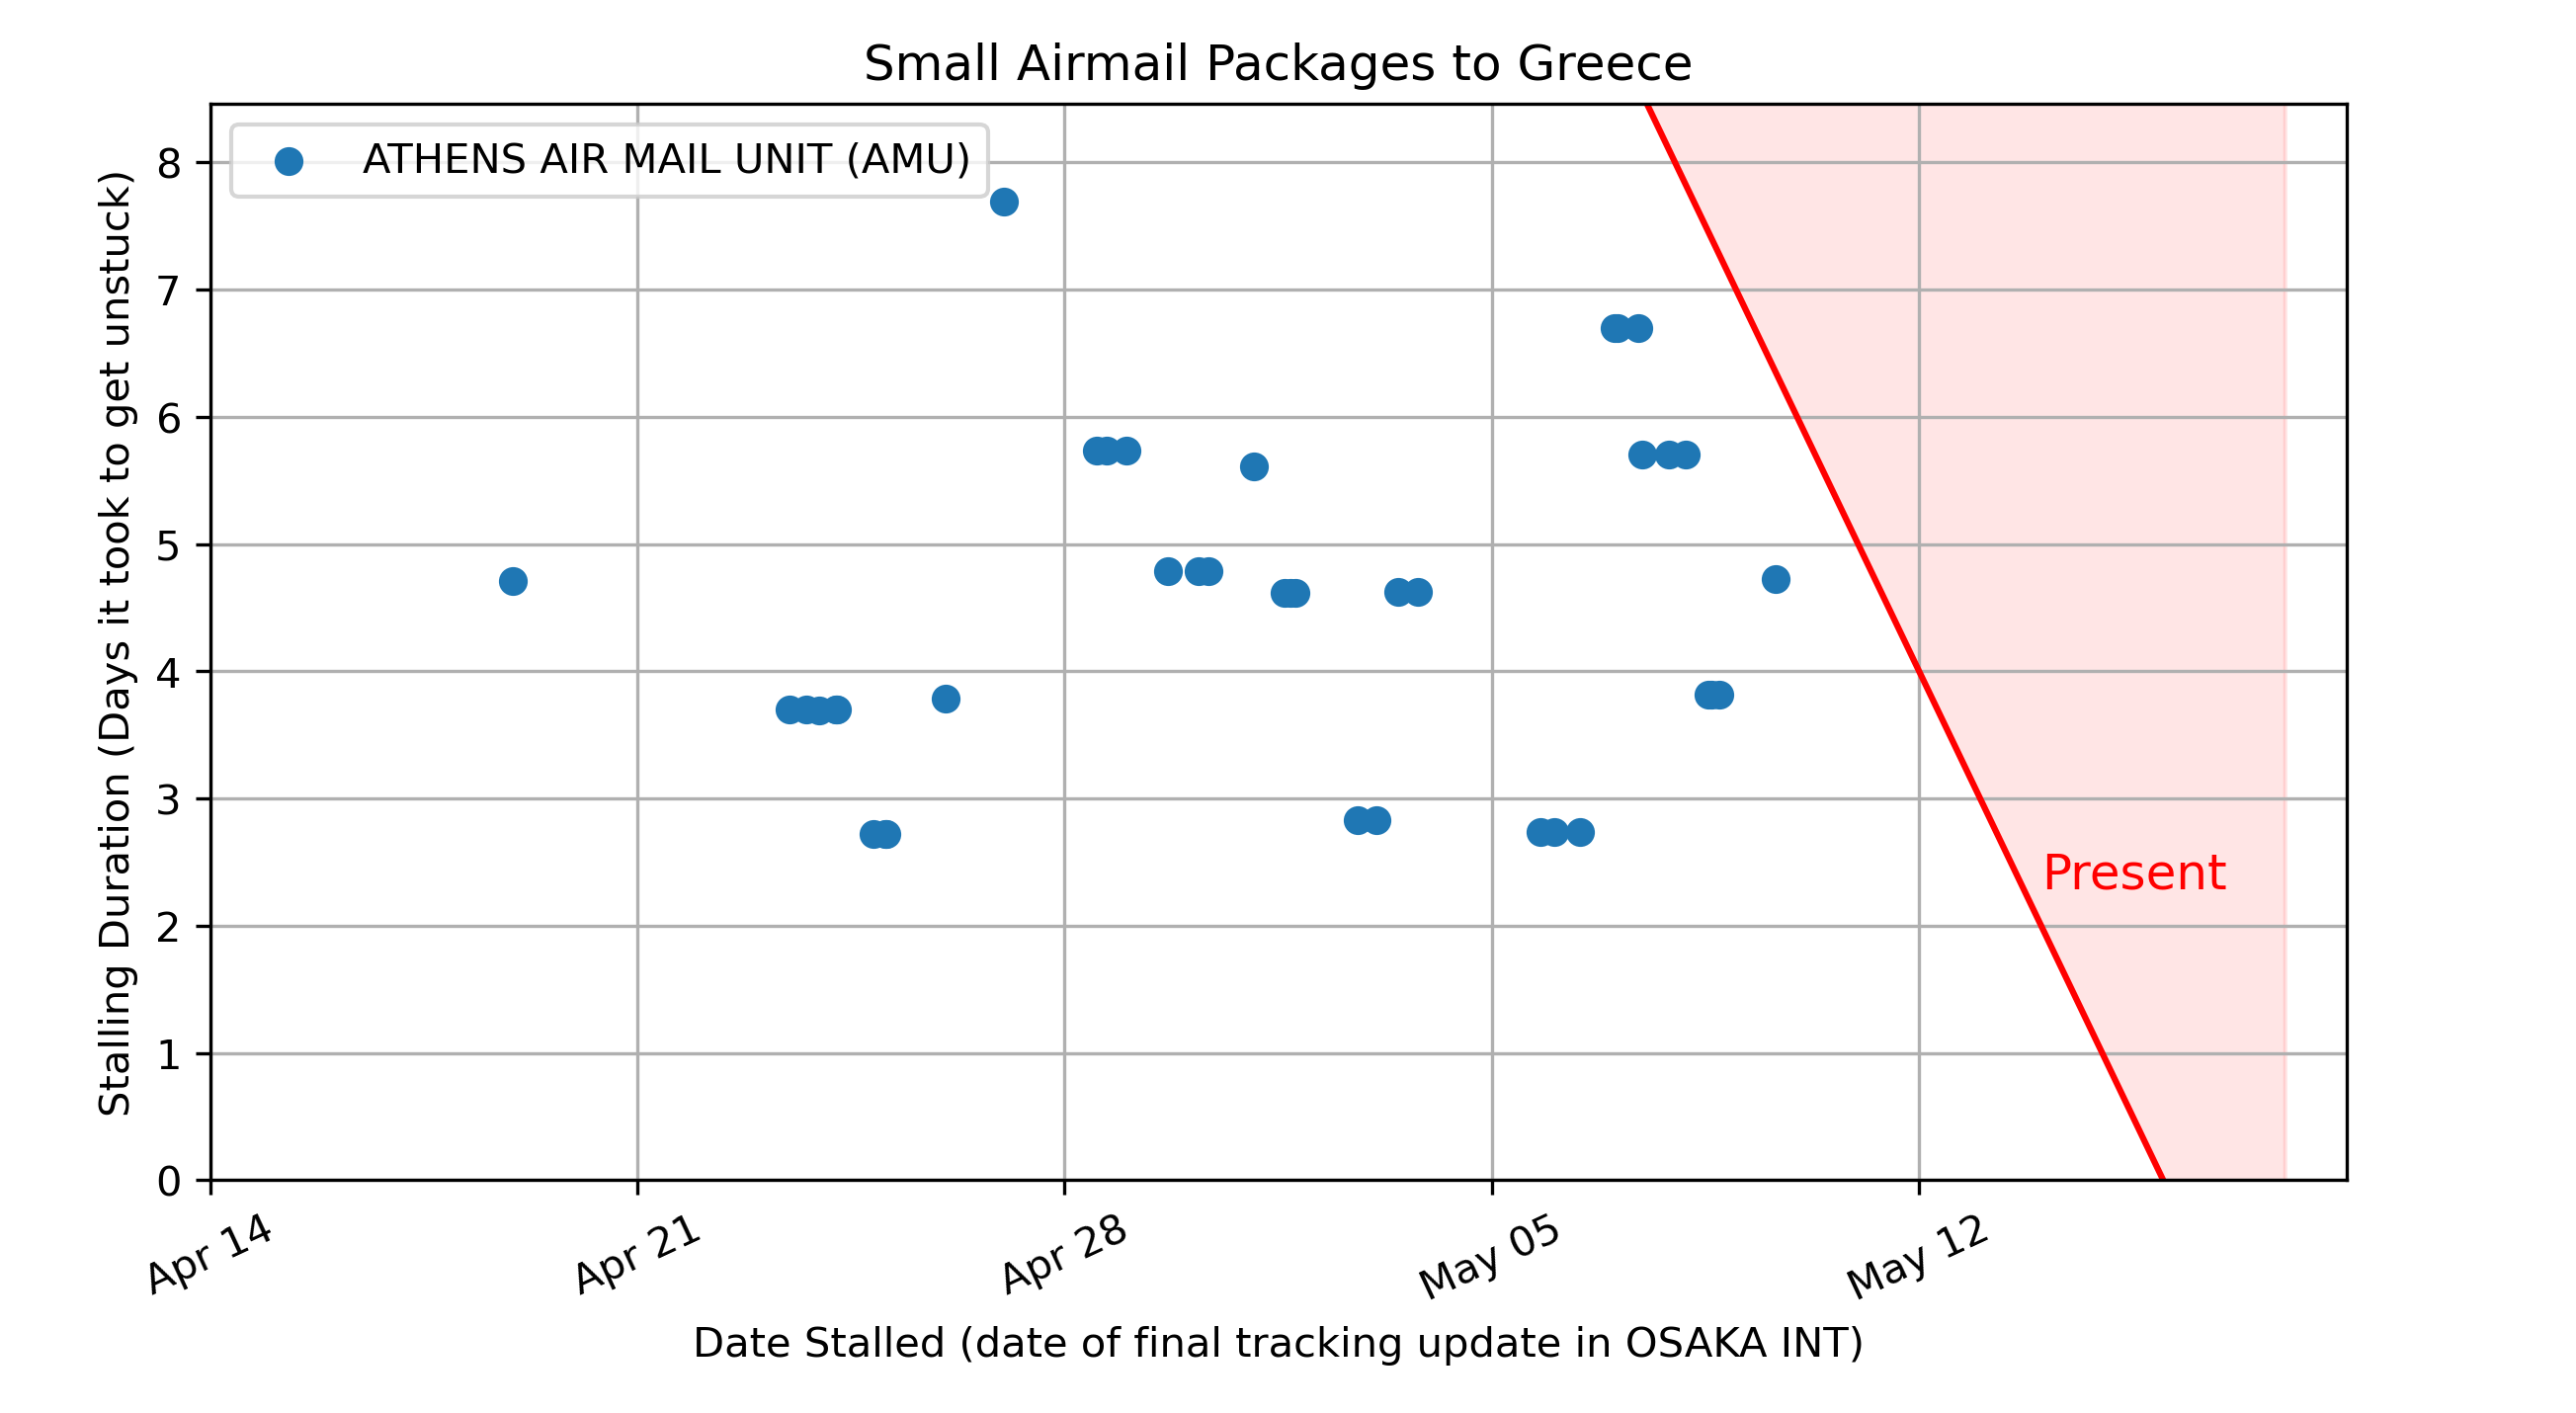 Small Airmail Packages to Greece
ATHENS AIR MAIL UNIT (AMU)
Stalling Duration (Days it took to get unstuck)
8
7
6
5
4
3
2
1
0
Present
Apr 14
Apr 21
Apr 28
May 05
May 12
Date Stalled (date of final tracking update in OSAKA INT)